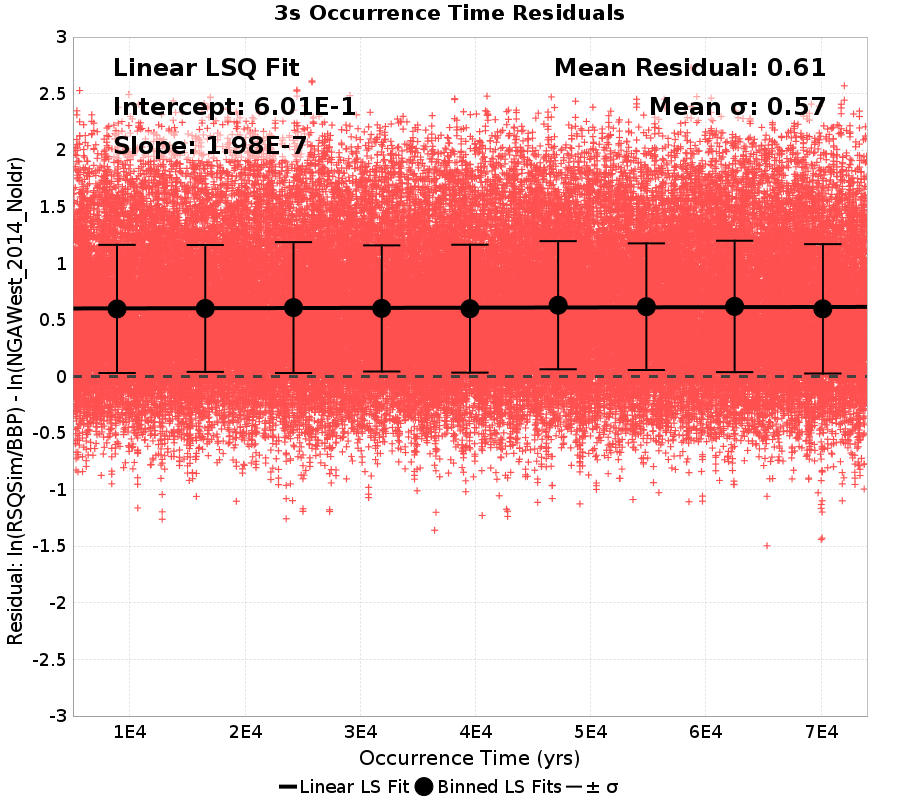 3s Occurrence Time Residuals
Linear LSQ Fit
Mean Residual: 0.61
Intercept: 6.01E-1
Mean σ: 0.57
Slope: 1.98E-7
Residual: ln(RSQSim/BBP) - ln(NGAWest_2014_NoIdr)
3
2.5
2
1.5
1
0.5
0
-0.5
-1
-1.5
-2
-2.5
-3
1E4 2E4 3E4 4E4 5E4 6E4 7E4
Occurrence Time (yrs)
Linear LS Fit Binned LS Fits ± σ